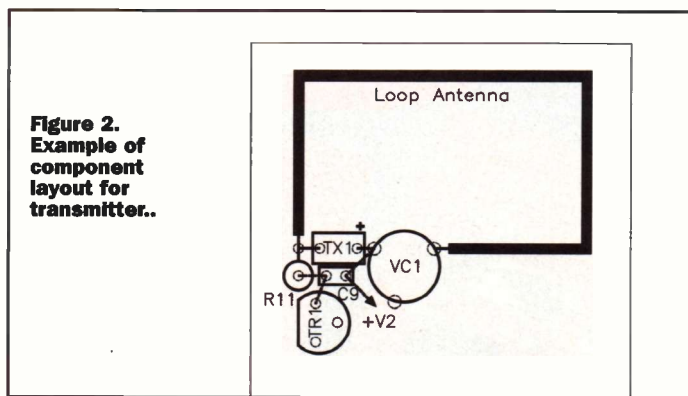 Figure 2.
Example of
component
layout for
transmitter..
Loop Antenna
+
TX1
VC1
R11
C9
TR1
+V2